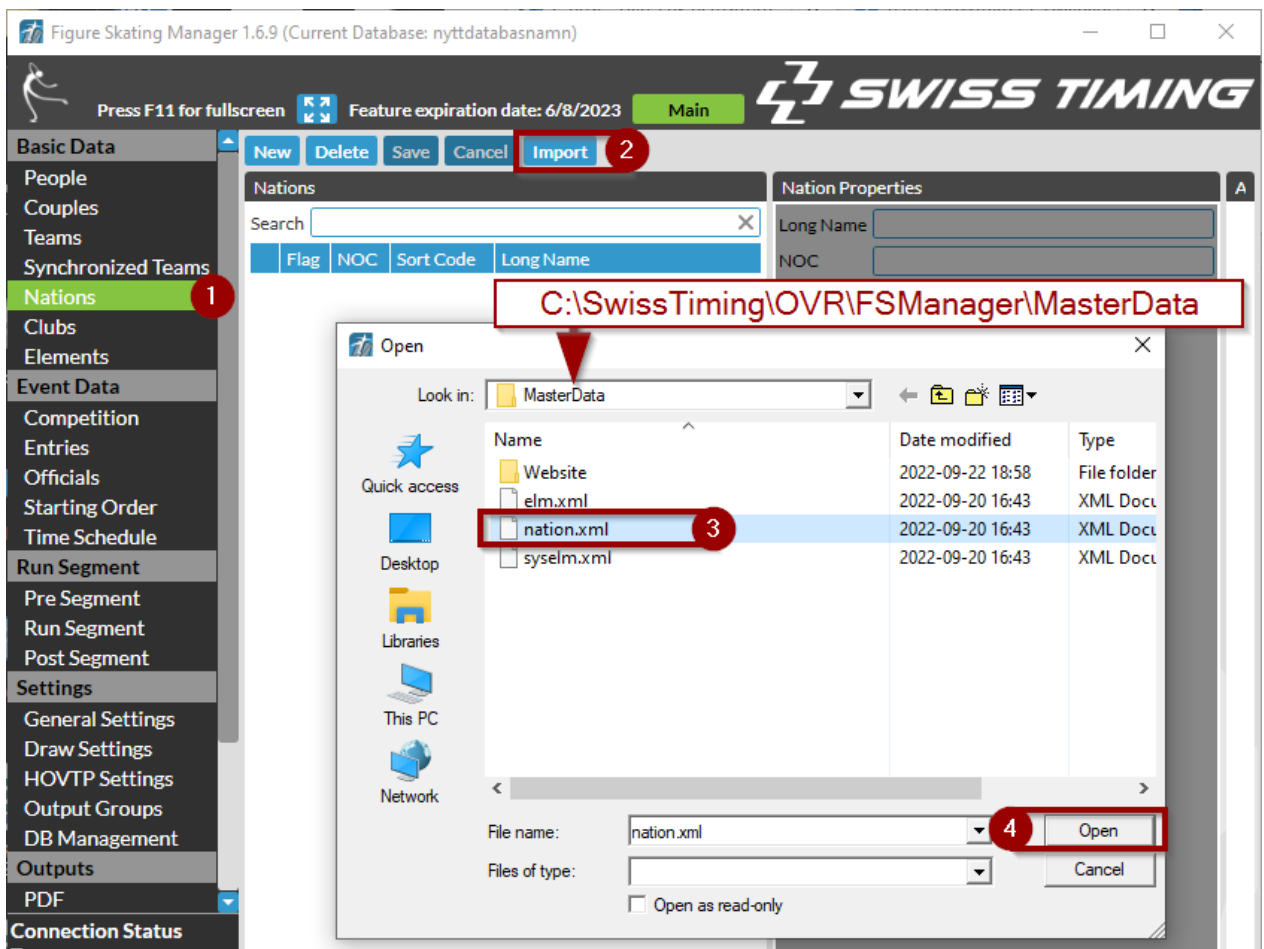 Figure Skating Manager 1.6.9 (Current Database: nyttdatabasnamn)
Press F11 for fullscreen
Feature expiration date: 6/8/2023
Main
SWISS TIMING
Basic Data
People
Couples
Teams
Synchronized Teams
Nations
1
Clubs
Elements
Event Data
Competition
Entries
Officials
Starting Order
Time Schedule
Run Segment
Pre Segment
Run Segment
Post Segment
Settings
General Settings
Draw Settings
HOVTP Settings
Output Groups
DB Management
Outputs
PDF
Connection Status
New Delete Save Cancel Import 2
Nations
Search
Flag NOC Sort Code Long Name
Nation Properties
A
Long Name
NOC
C:\SwissTiming\OVR\FSManager\MasterData
Open
Look in: MasterData
Quick access
Desktop
Libraries
This PC
Network
Name Date modified Type
Website 2022-09-22 18:58 File folder
elm.xml 2022-09-20 16:43 XML Docu
nation.xml 3 2022-09-20 16:43 XML Docu
syselm.xml 2022-09-20 16:43 XML Docu
File name: nation.xml 4 Open
Files of type: Cancel
Open as read-only